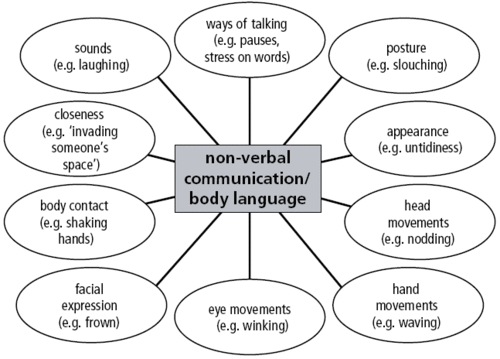 ways of talking
(e.g. pauses,
stress on words)
sounds
(e.g. laughing)
posture
(e.g. slouching)
closeness
(e.g. ‘invading
someone's
space’)
appearance
(e.g. untidiness)
non-verbal
communication/
body language
body contact
(e.g. shaking
hands)
head
movements
(e.g. nodding)
facial
expression
(e.g. frown)
eye movements
(e.g. winking)
hand
movements
(e.g. waving)